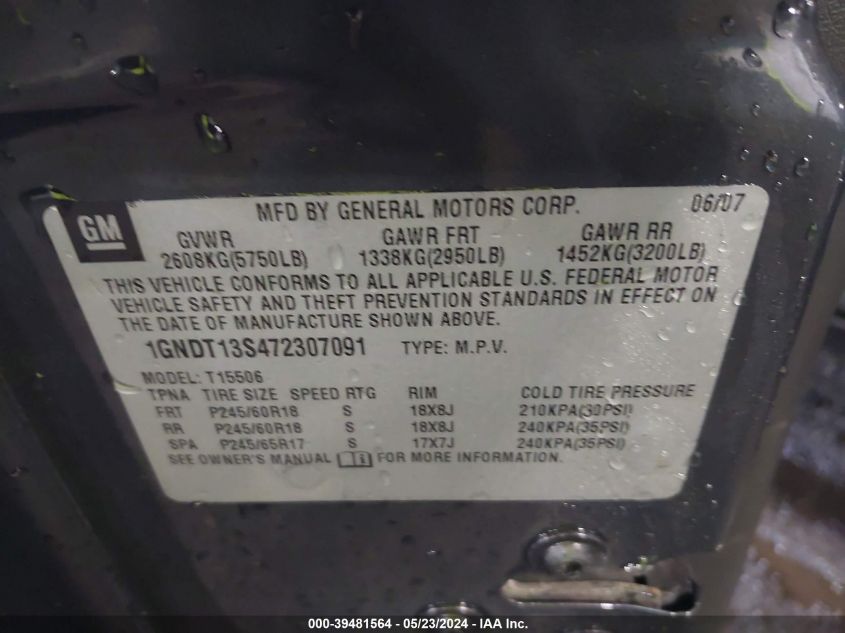 GM
MFD BY GENERAL MOTORS CORP. 06/07
GVWR GAWR FRT GAWR RR
2608KG(5750LB) 1338KG(2950LB) 1452KG(3200LB)
THIS VEHICLE CONFORMS TO ALL APPLICABLE U.S. FEDERAL MOTOR
VEHICLE SAFETY AND THEFT PREVENTION STANDARDS IN EFFECT ON
THE DATE OF MANUFACTURE SHOWN ABOVE.
1GNDT13S472307091 TYPE: M.P.V.
MODEL: T15506
TPNA TIRE SIZE SPEED RTG RIM COLD TIRE PRESSURE
FRT P245/60R18 S 18X8J 210KPA(30PSI)
RR P245/60R18 S 18X8J 240KPA(35PSI)
SPA P245/65R17 S 17X7J 240KPA(35PSI)
SEE OWNER'S MANUAL FOR MORE INFORMATION.
000-39481564 — 05/23/2024 — IAA Inc.